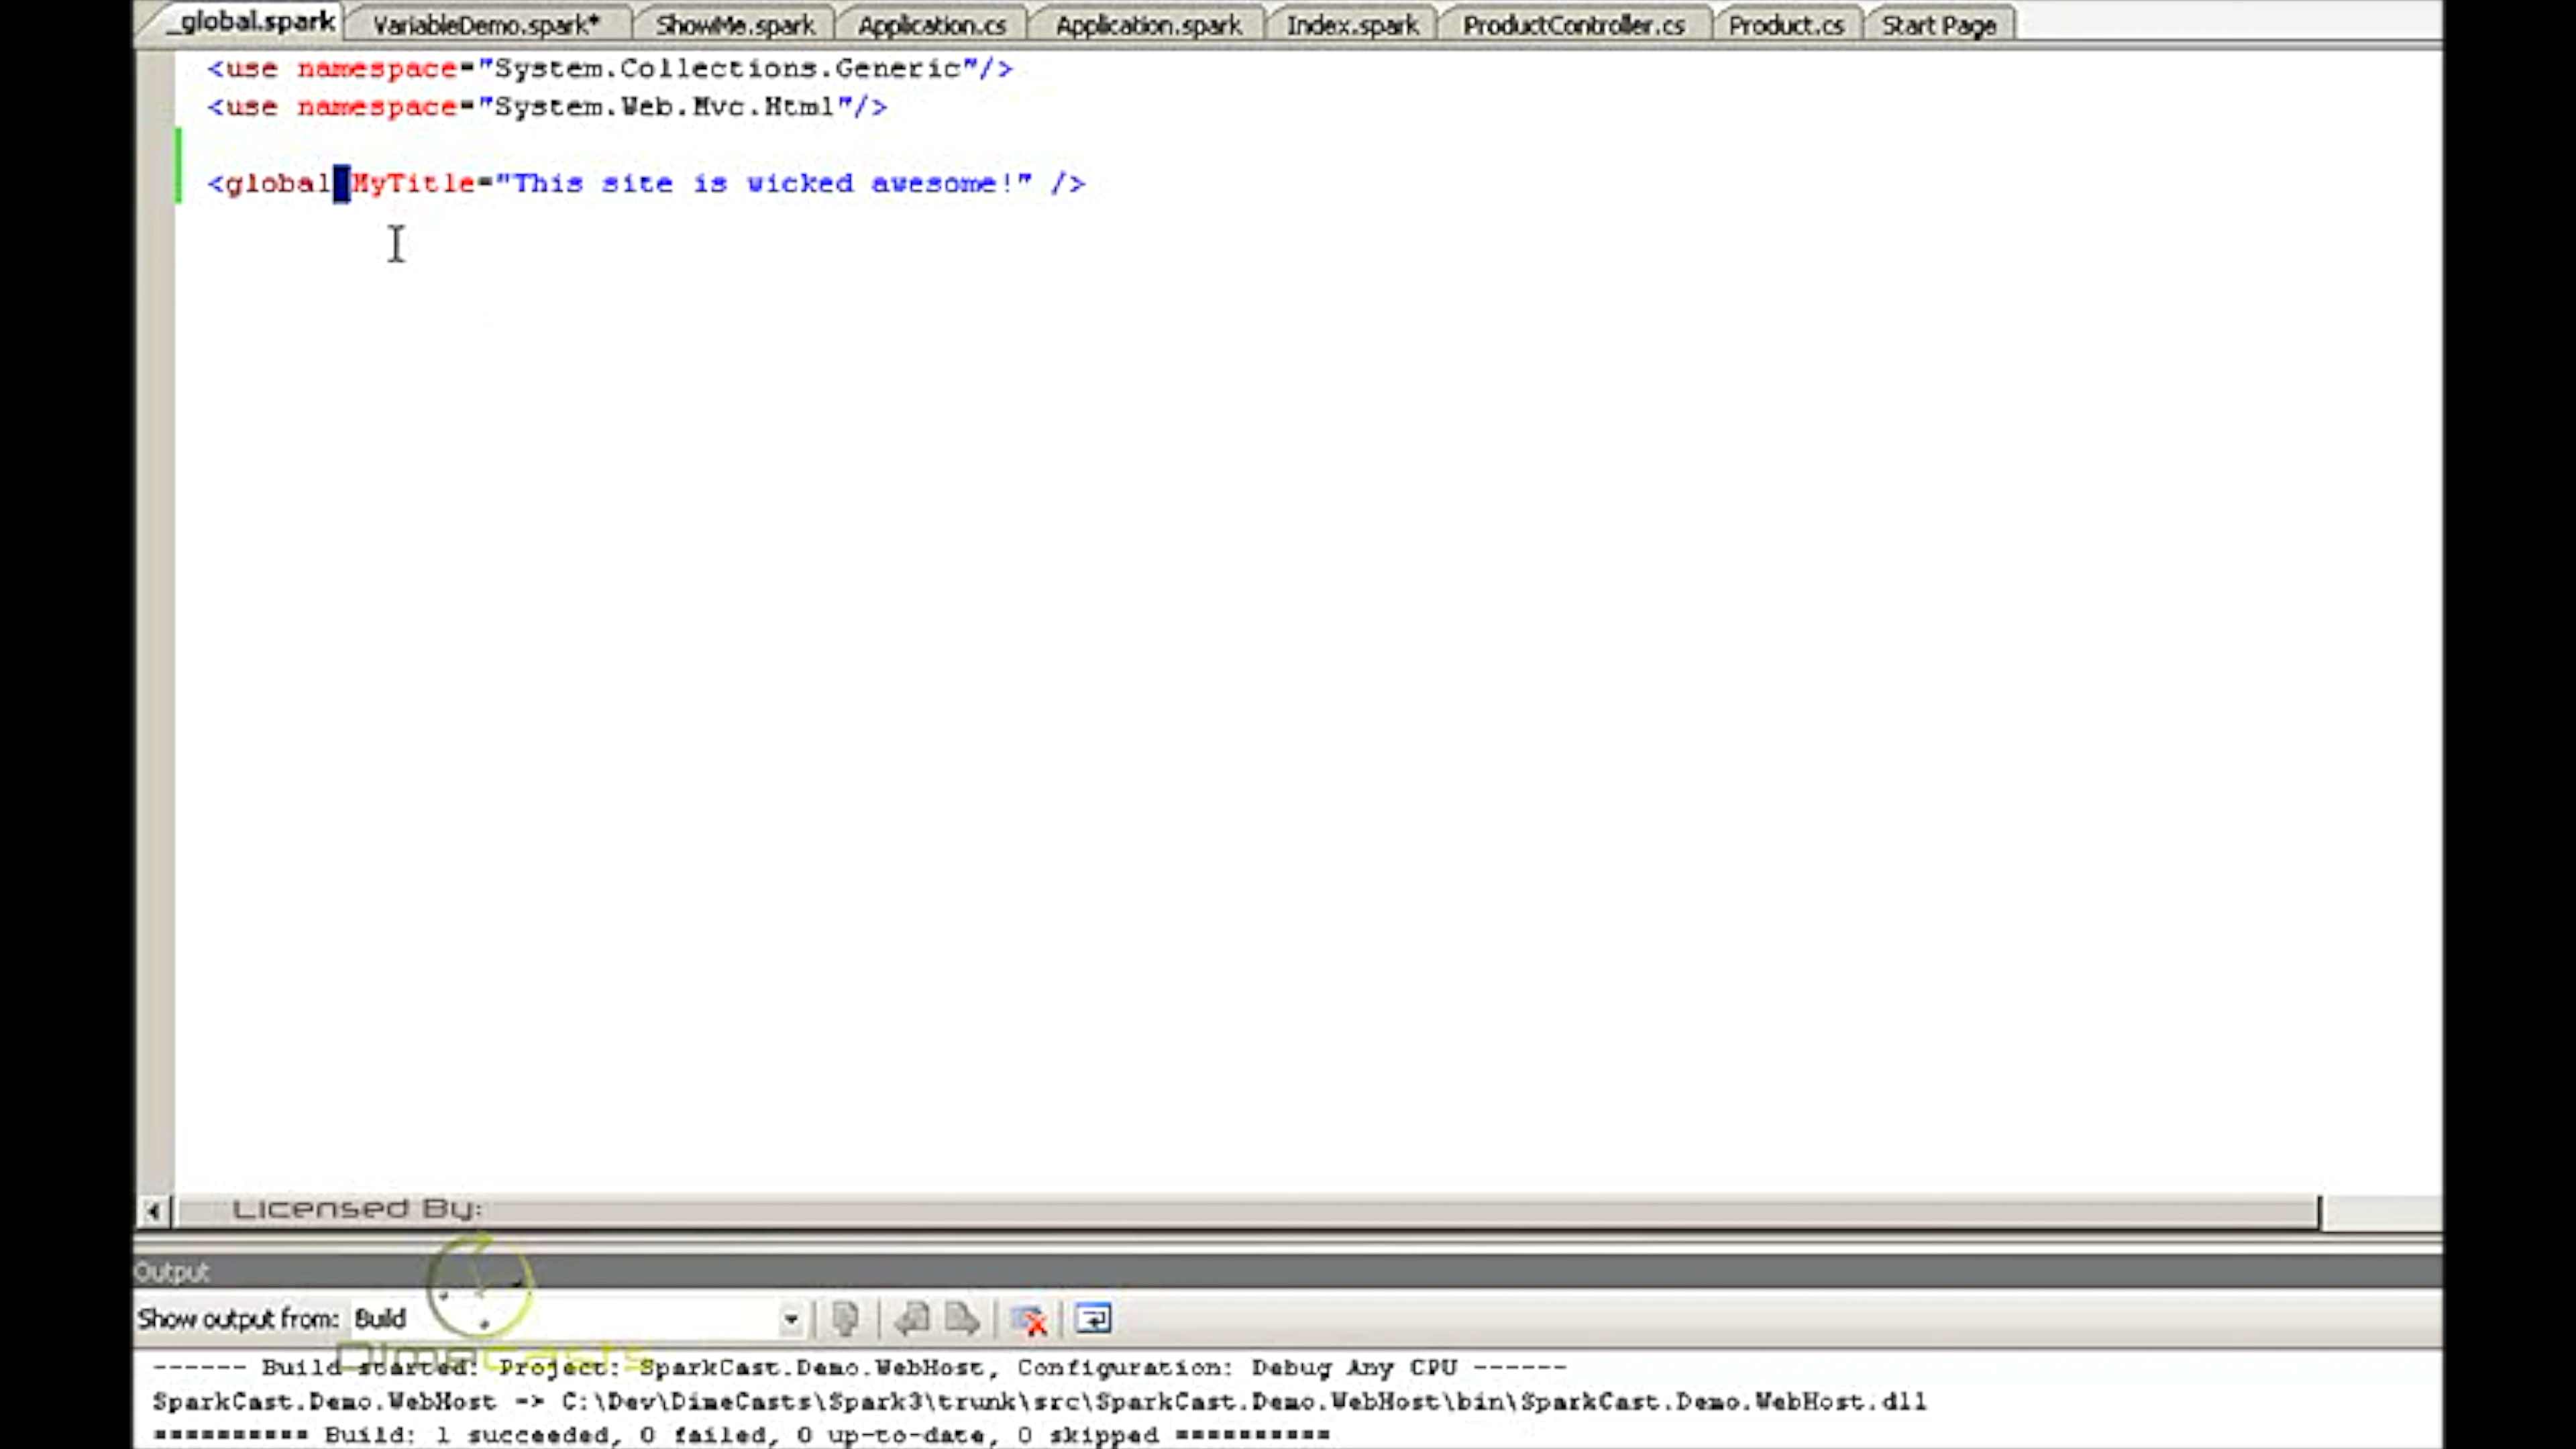 _global.spark VariableDemo.spark* ShowMe.spark Application.cs Application.spark Index.spark ProductController.cs Product.cs Start Page
<use namespace="System.Collections.Generic"/>
<use namespace="System.Web.Mvc.Html"/>
<global MyTitle="This site is wicked awesome!" />
Licensed By:
Output
Show output from: Build
DimeCasts
------ Build started: Project: SparkCast.Demo.WebHost, Configuration: Debug Any CPU ------
SparkCast.Demo.WebHost -> C:\Dev\DimeCasts\Spark3\trunk\src\SparkCast.Demo.WebHost\bin\SparkCast.Demo.WebHost.dll
========== Build: 1 succeeded, 0 failed, 0 up-to-date, 0 skipped ==========